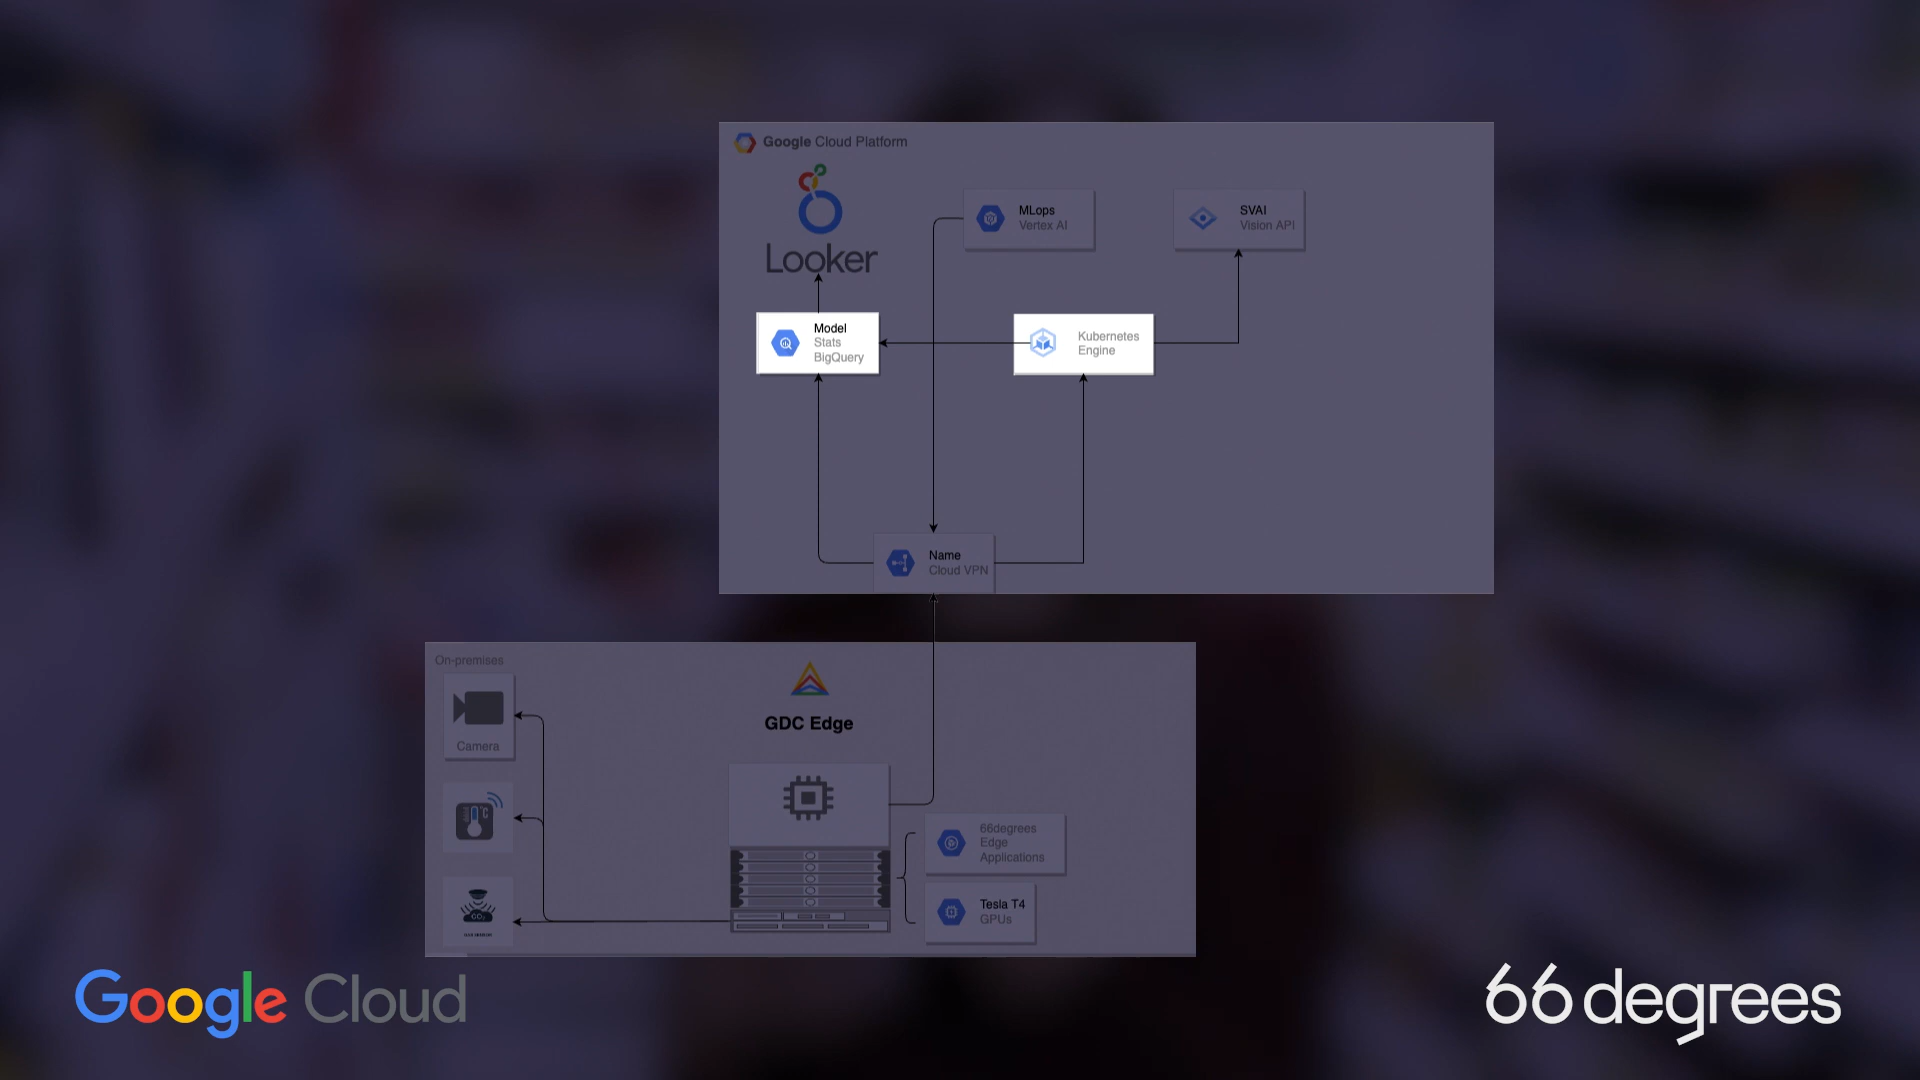 Google Cloud Platform
Looker
MLops
Vertex AI
SVAI
Vision API
Model
Stats
BigQuery
Kubernetes
Engine
Name
Cloud VPN
On-premises
Camera
°C
CO₂
GDC Edge
66degrees
Edge
Applications
Tesla T4
GPUs
Google Cloud
66degrees